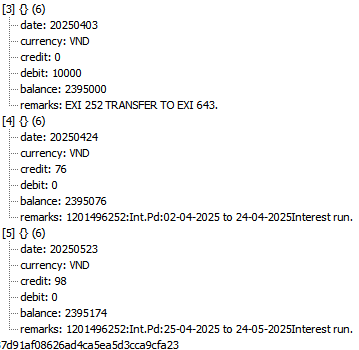 [3] {} (6)
date: 20250403
currency: VND
credit: 0
debit: 10000
balance: 2395000
remarks: EXI 252 TRANSFER TO EXI 643.
[4] {} (6)
date: 20250424
currency: VND
credit: 76
debit: 0
balance: 2395076
remarks: 1201496252:Int.Pd:02-04-2025 to 24-04-2025Interest run.
[5] {} (6)
date: 20250523
currency: VND
credit: 98
debit: 0
balance: 2395174
remarks: 1201496252:Int.Pd:25-04-2025 to 24-05-2025Interest run.
37d91af08626ad4ca5ea5d3cca9cfa23